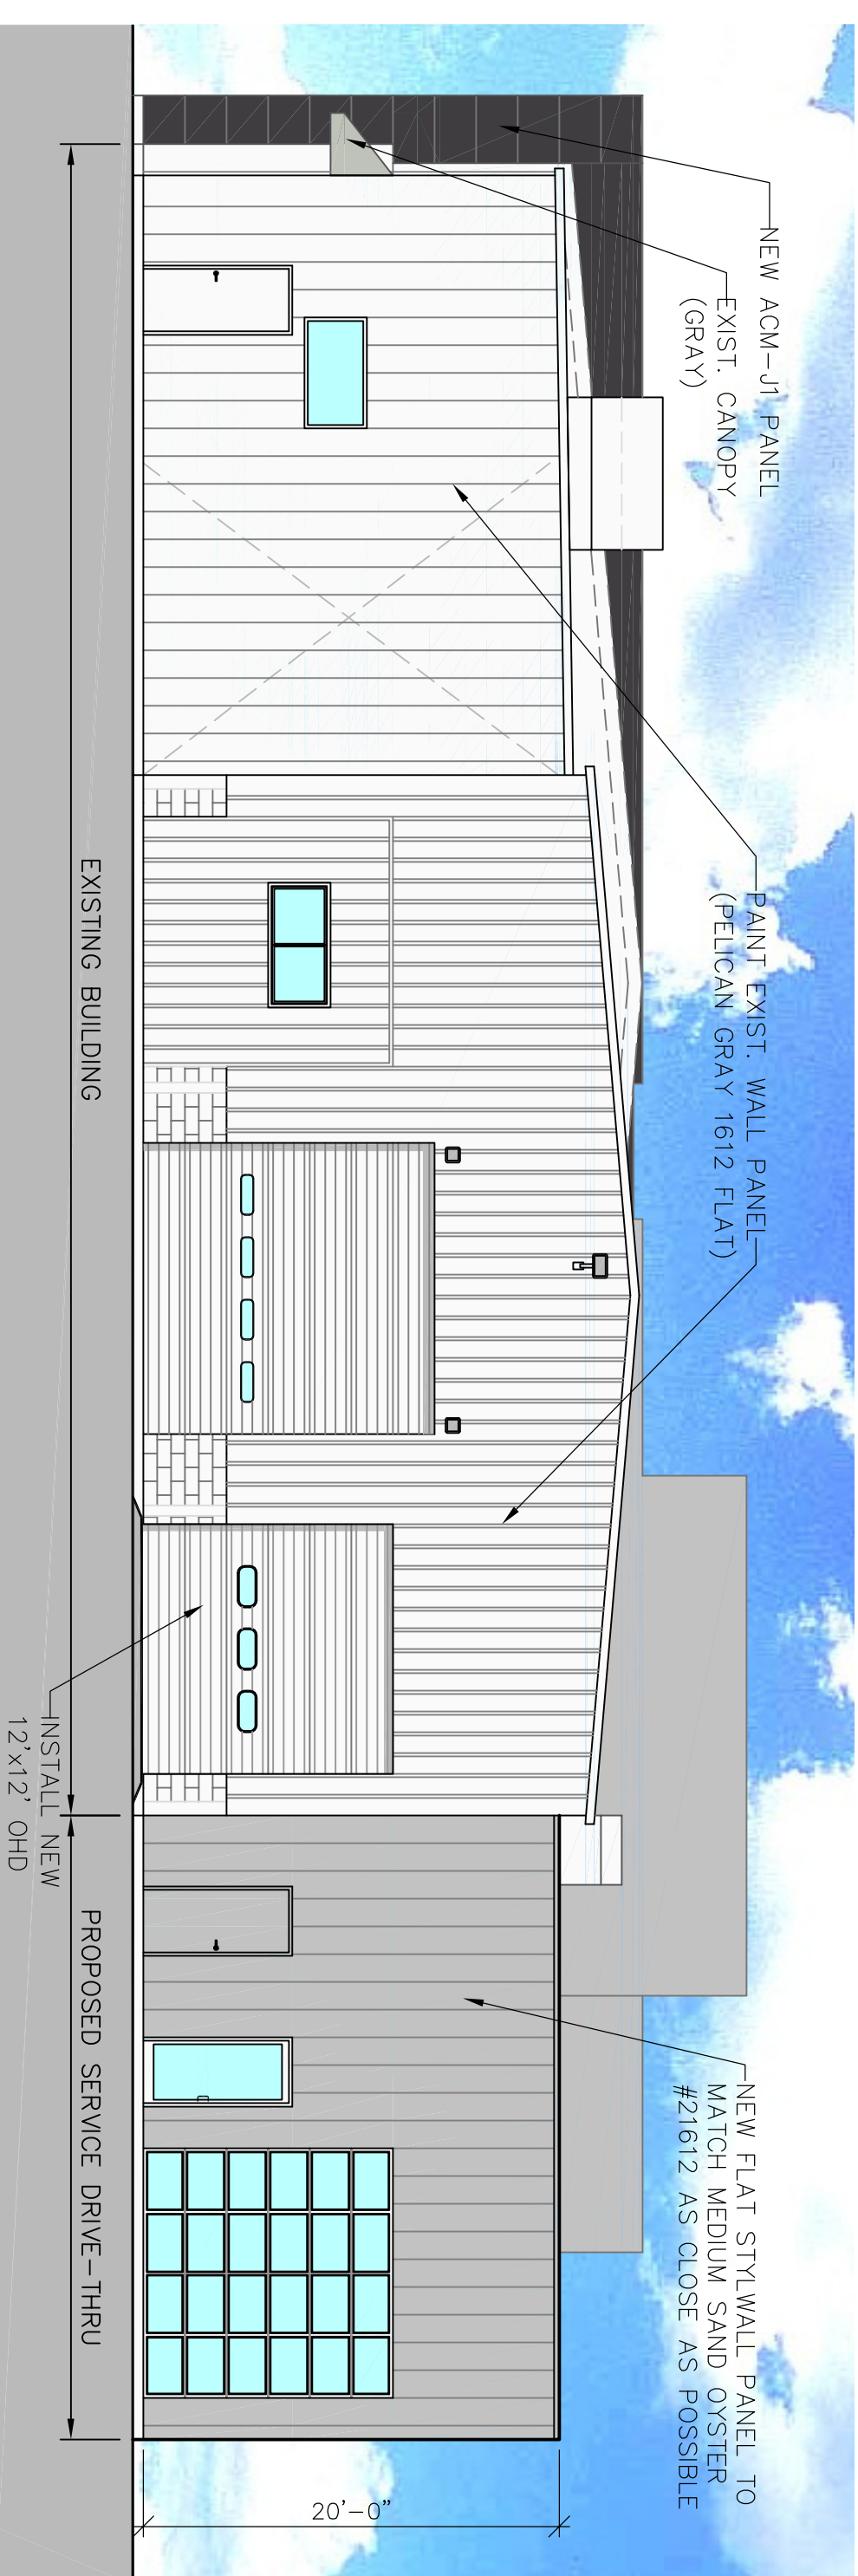 NEW ACM-J1 PANEL
EXIST. CANOPY
(GRAY)
PAINT EXIST. WALL PANEL
(PELICAN GRAY 1612 FLAT)
NEW FLAT STYLWALL PANEL TO
MATCH MEDIUM SAND OYSTER
#21612 AS CLOSE AS POSSIBLE
20'-0"
EXISTING BUILDING
PROPOSED SERVICE DRIVE-THRU
INSTALL NEW
12'x12' OHD